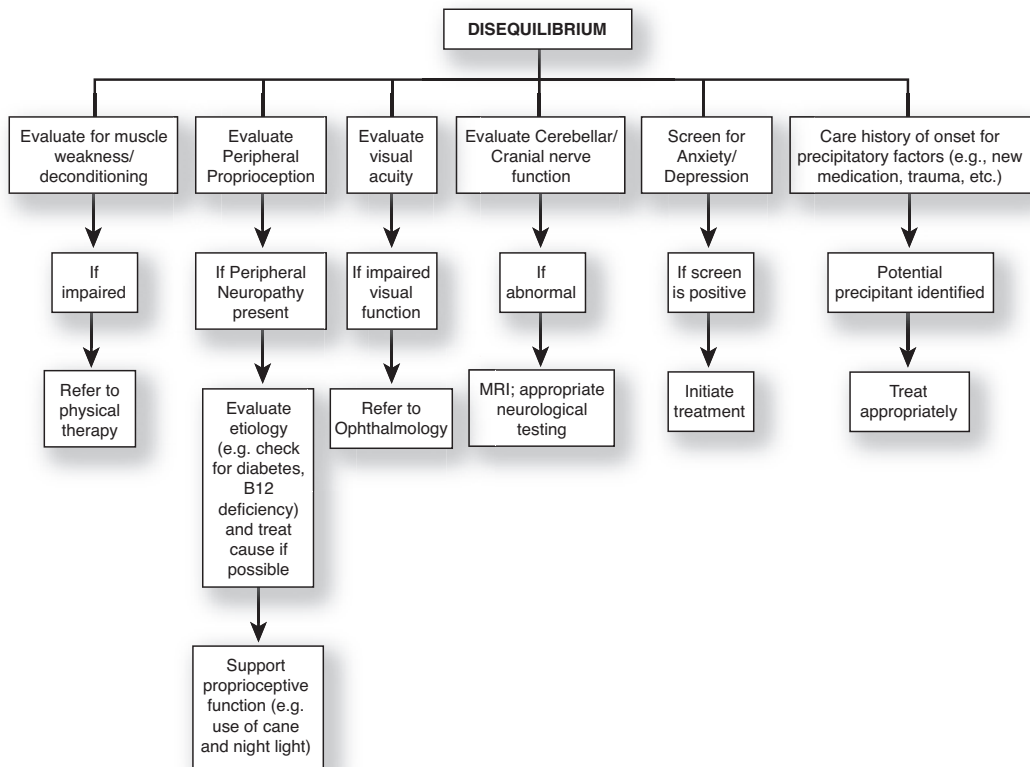 DISEQUILIBRIUM
Evaluate for muscle
weakness/
deconditioning
Evaluate
Peripheral
Proprioception
Evaluate
visual
acuity
Evaluate Cerebellar/
Cranial nerve
function
Screen for
Anxiety/
Depression
Care history of onset for
precipitatory factors (e.g., new
medication, trauma, etc.)
If
impaired
If Peripheral
Neuropathy
present
If impaired
visual
function
If
abnormal
If screen
is positive
Potential
precipitant identified
Refer to
physical
therapy
Evaluate
etiology
(e.g. check
for diabetes,
B12
deficiency)
and treat
cause if
possible
Refer to
Ophthalmology
MRI; appropriate
neurological
testing
Initiate
treatment
Treat
appropriately
Support
proprioceptive
function (e.g.
use of cane
and night light)